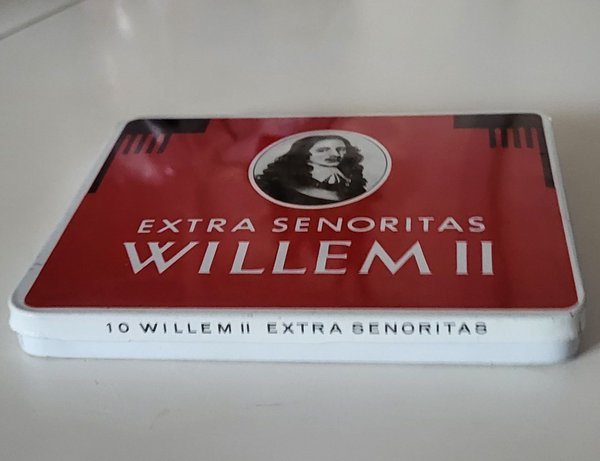 EXTRA SENORITAS
WILLEM II
10 WILLEM II EXTRA SENORITAS